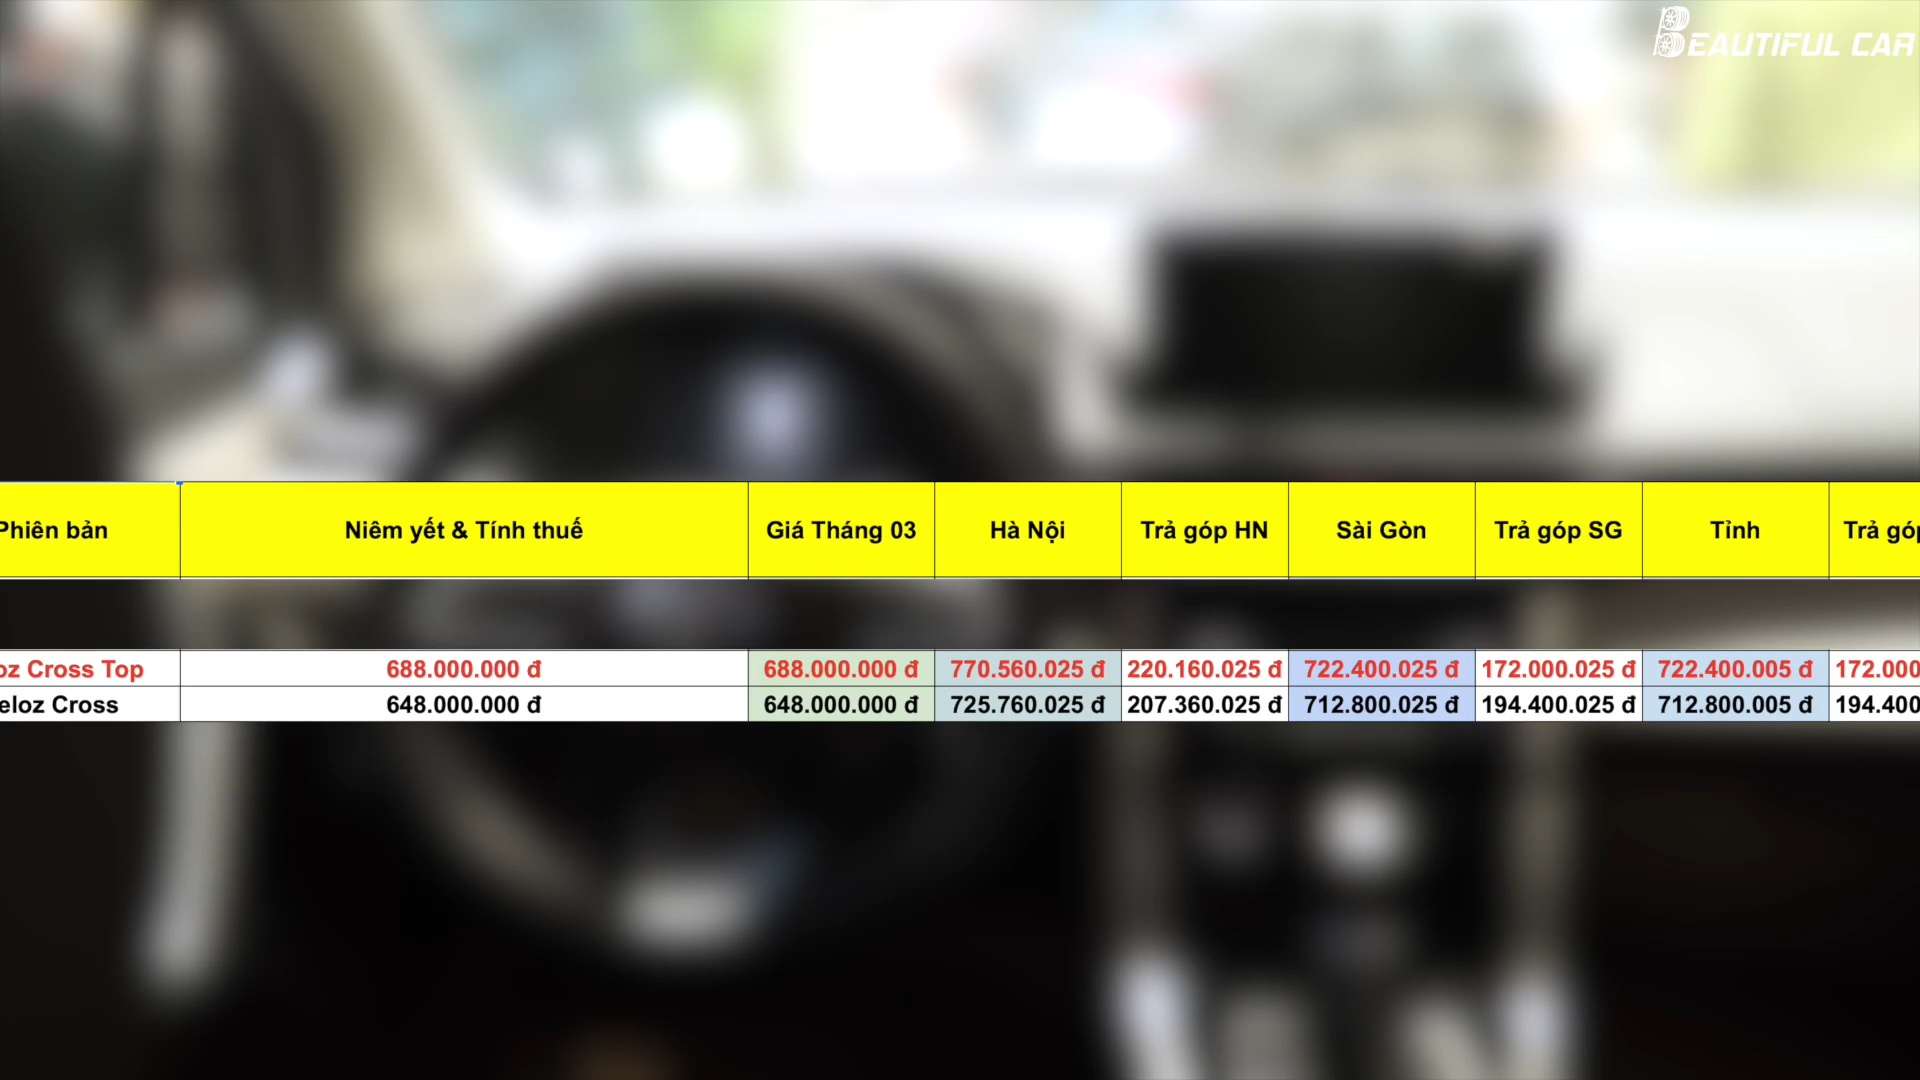 BEAUTIFUL CAR
Phiên bản Niêm yết & Tính thuế Giá Tháng 03 Hà Nội Trả góp HN Sài Gòn Trả góp SG Tỉnh Trả góp
oz Cross Top 688.000.000 đ 688.000.000 đ 770.560.025 đ 220.160.025 đ 722.400.025 đ 172.000.025 đ 722.400.005 đ 172.000
eloz Cross 648.000.000 đ 648.000.000 đ 725.760.025 đ 207.360.025 đ 712.800.025 đ 194.400.025 đ 712.800.005 đ 194.400